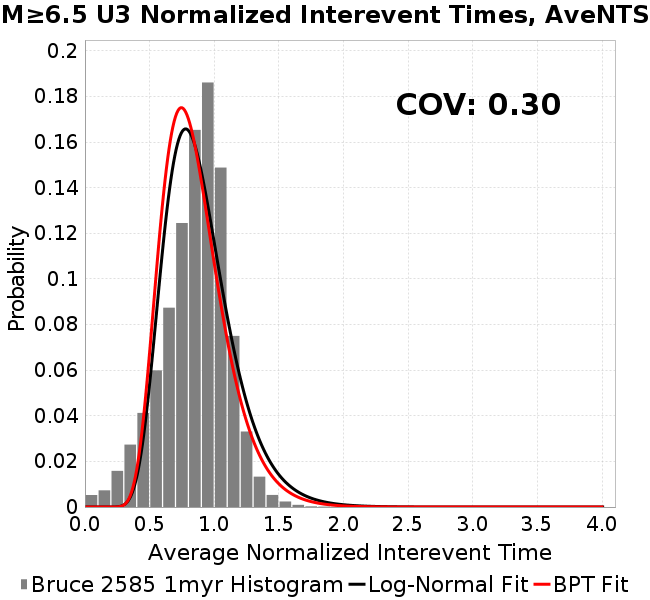 M≥6.5 U3 Normalized Interevent Times, AveNTS
COV: 0.30
0.2
0.18
0.16
0.14
0.12
0.1
0.08
0.06
0.04
0.02
0
Probability
0.0 0.5 1.0 1.5 2.0 2.5 3.0 3.5 4.0
Average Normalized Interevent Time
Bruce 2585 1myr Histogram Log-Normal Fit BPT Fit